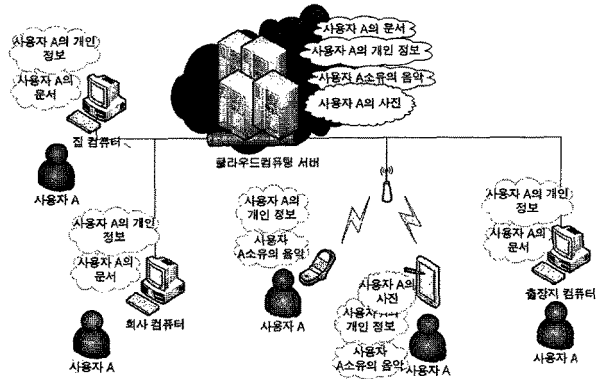 사용자 A의 문서
사용자 A의 개인 정보
사용자 A소유의 음악
사용자 A의 사진
클라우드컴퓨팅 서버
사용자 A의 개인
정보
사용자 A의
문서
집 컴퓨터
사용자 A
사용자 A의 개인
정보
사용자 A의
문서
회사 컴퓨터
사용자 A
사용자 A의
개인 정보
사용자
A소유의 음악
사용자 A
사용자 A의
사진
사용자 A의
개인 정보
사용자
A소유의 음악
사용자 A
사용자 A의 개인
정보
사용자 A의
문서
출장지 컴퓨터
사용자 A